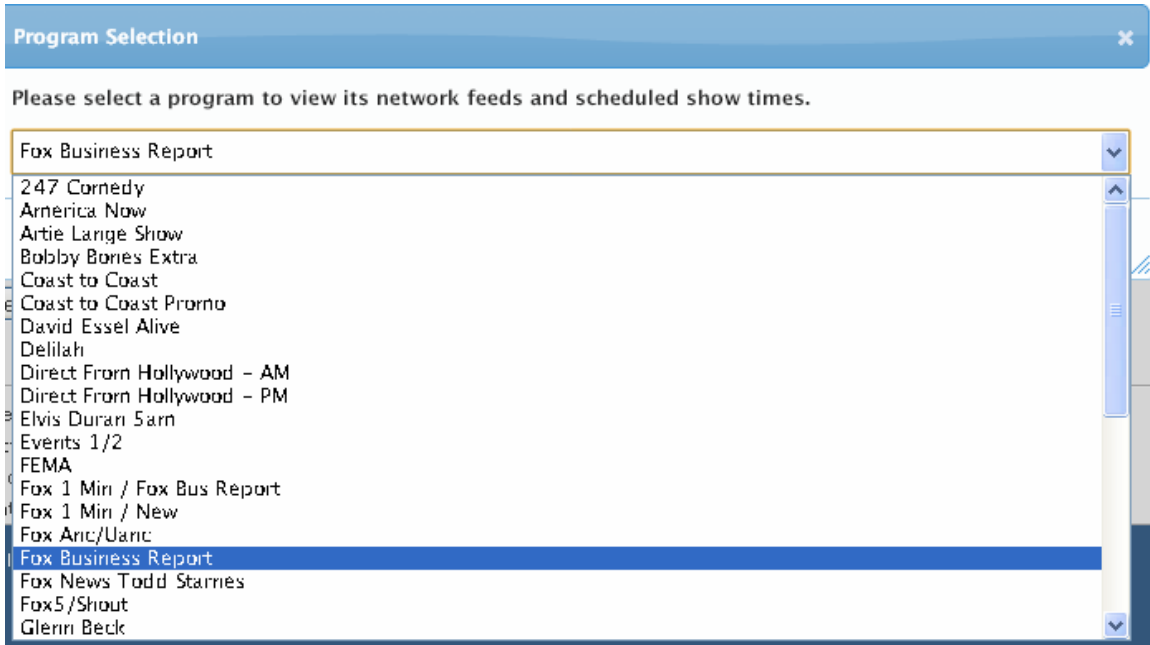 Program Selection
Please select a program to view its network feeds and scheduled show times.
Fox Business Report
247 Comedy
America Now
Artie Lange Show
Bobby Bones Extra
Coast to Coast
Coast to Coast Promo
David Essel Alive
Delilah
Direct From Hollywood - AM
Direct From Hollywood - PM
Elvis Duran 5am
Events 1/2
FEMA
Fox 1 Min / Fox Bus Report
Fox 1 Min / New
Fox Anc/Uanc
Fox Business Report
Fox News Todd Starnes
Fox5/Shout
Glenn Beck